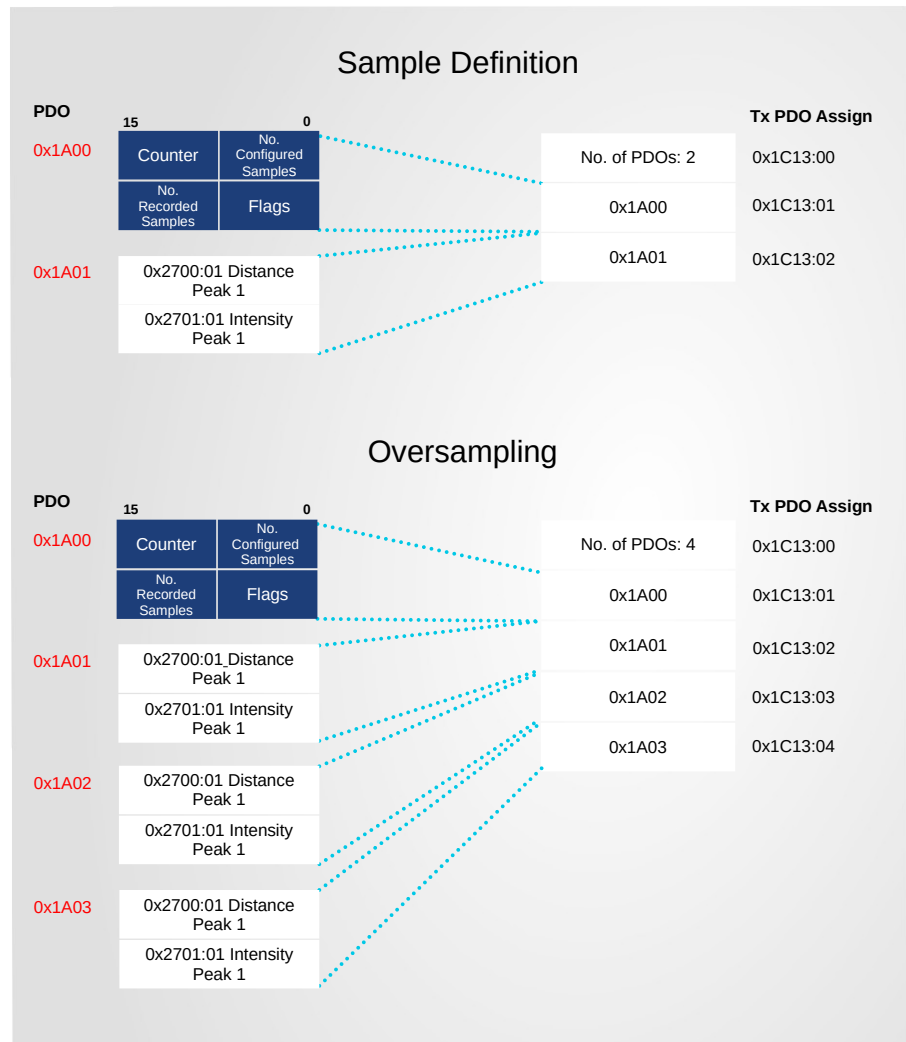 Sample Definition
PDO
Tx PDO Assign
15
0
0x1A00
Counter
No.
Configured
Samples
No.
Recorded
Samples
Flags
0x1A01
0x2700:01 Distance
Peak 1
0x2701:01 Intensity
Peak 1
No. of PDOs: 2
0x1C13:00
0x1A00
0x1C13:01
0x1A01
0x1C13:02
Oversampling
PDO
Tx PDO Assign
15
0
0x1A00
Counter
No.
Configured
Samples
No.
Recorded
Samples
Flags
0x1A01
0x2700:01 Distance
Peak 1
0x2701:01 Intensity
Peak 1
0x1A02
0x2700:01 Distance
Peak 1
0x2701:01 Intensity
Peak 1
0x1A03
0x2700:01 Distance
Peak 1
0x2701:01 Intensity
Peak 1
No. of PDOs: 4
0x1C13:00
0x1A00
0x1C13:01
0x1A01
0x1C13:02
0x1A02
0x1C13:03
0x1A03
0x1C13:04